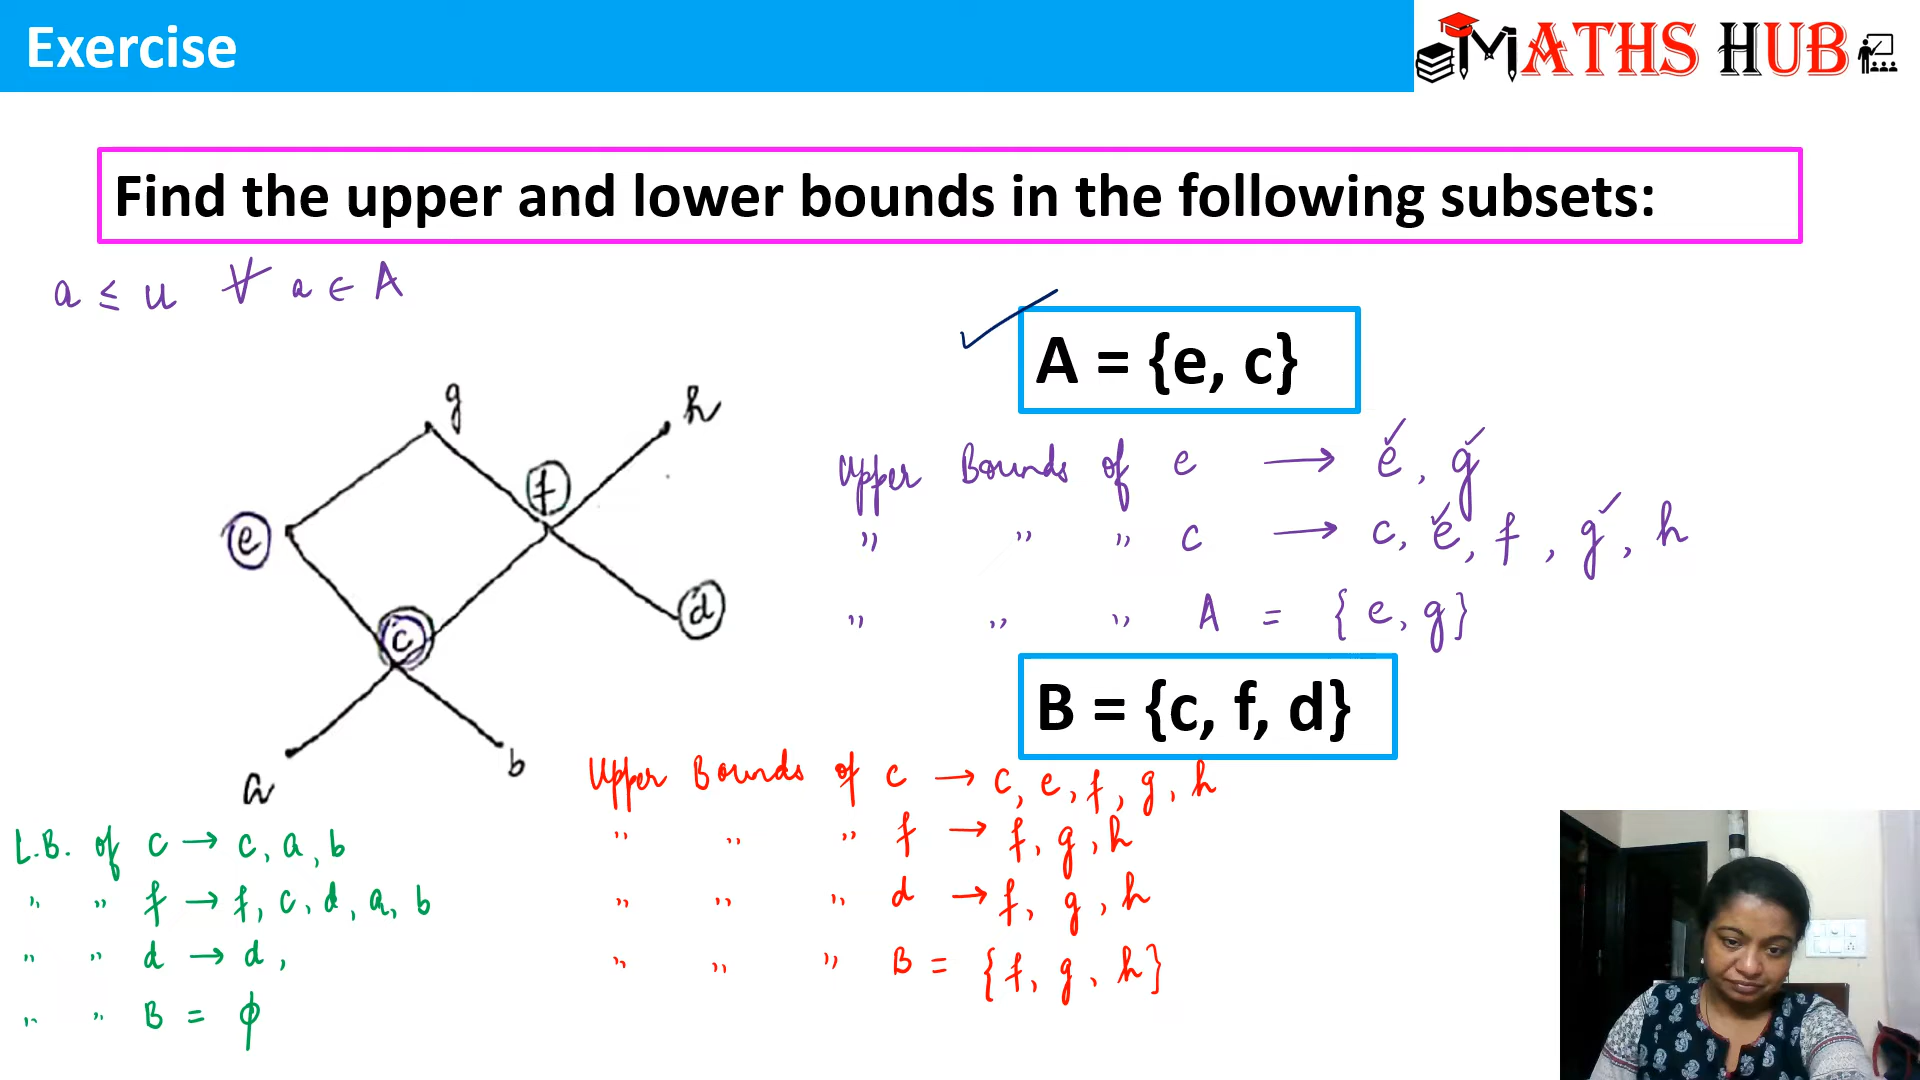 Exercise
MATHS HUB
Find the upper and lower bounds in the following subsets:
a ≤ u ∀ a ∈ A
A = {e, c}
g
h
f
e
d
c
a
b
Upper Bounds of e → e, g
" " " c → c, e, f, g, h
" " " A = {e, g}
B = {c, f, d}
Upper Bounds of c → c, e, f, g, h
" " " f → f, g, h
" " " d → f, g, h
" " " B = {f, g, h}
L.B. of c → c, a, b
" " f → f, c, d, a, b
" " d → d,
" " B = ϕ